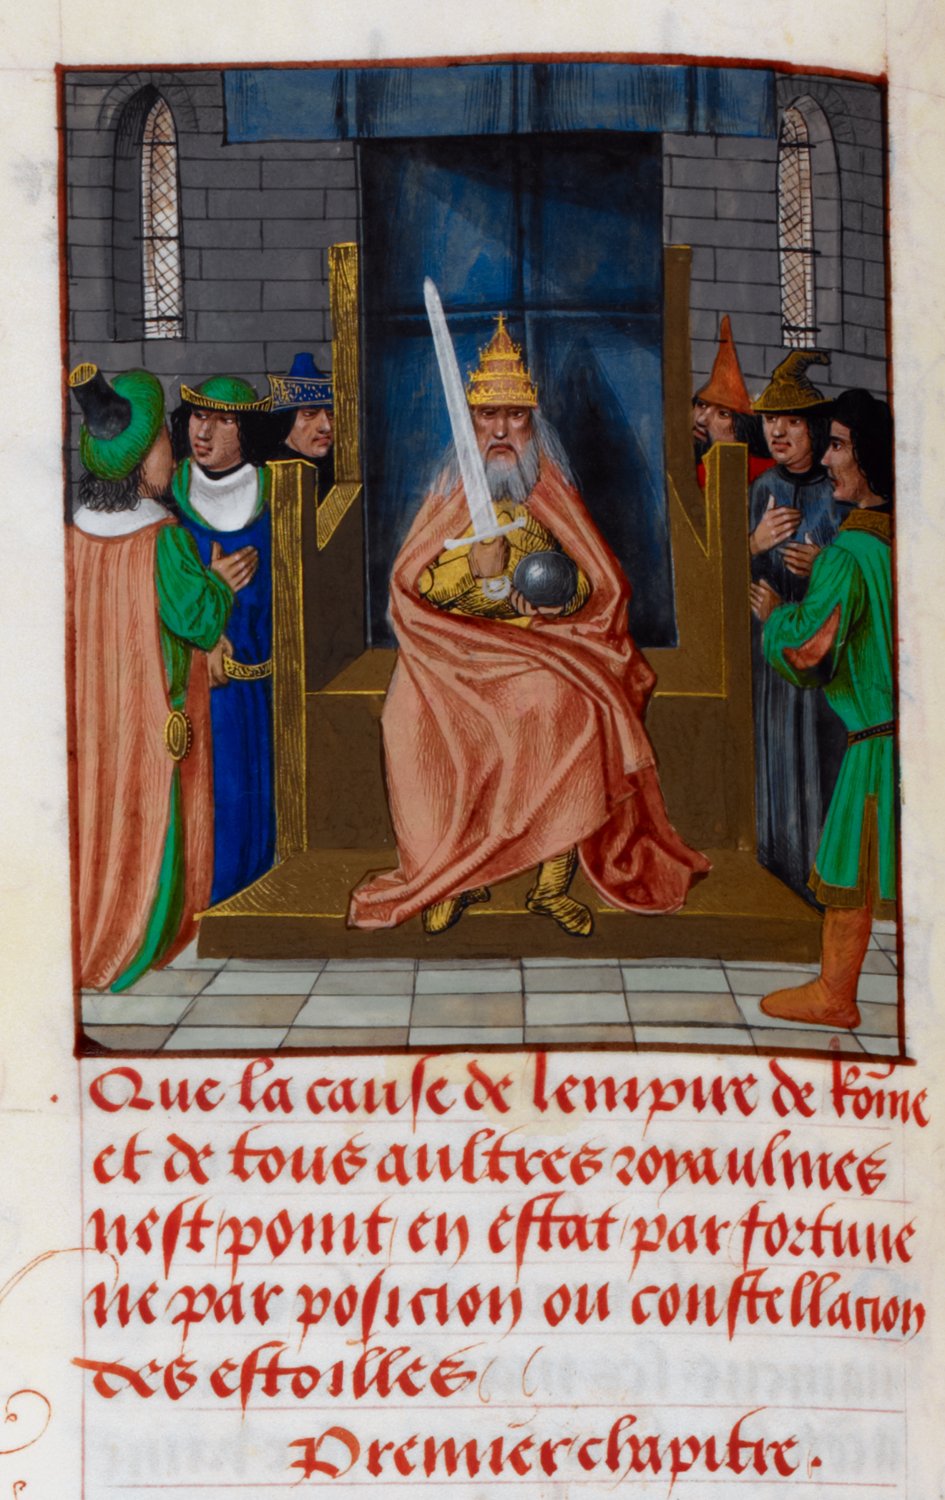 Que la cause de lempire de Rōme
et de tous aultres royaulmes
nest point en estat par fortune
ne par posicion ou constellacion
des estoilles
Premier chapitre.